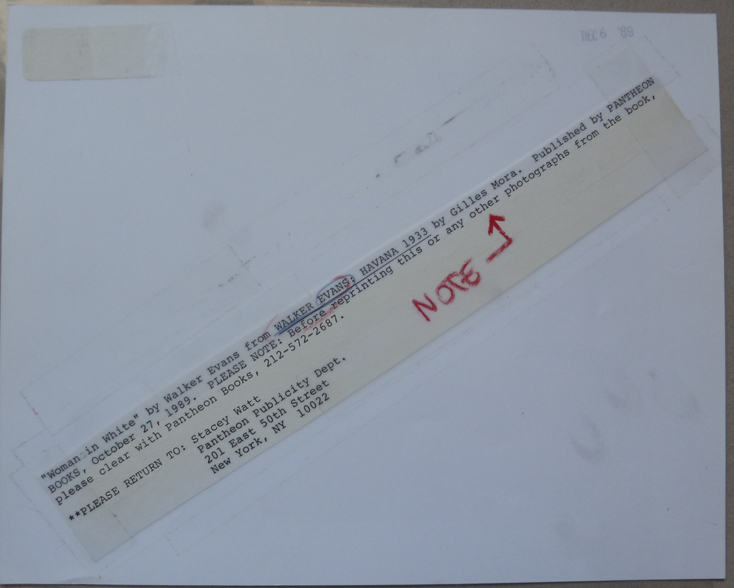 "Woman in White" by Walker Evans from WALKER EVANS: HAVANA 1933 by Gilles Mora. Published by PANTHEON
BOOKS, October 27, 1989. PLEASE NOTE: Before reprinting this or any other photographs from the book,
please clear with Pantheon Books, 212-572-2687.
**PLEASE RETURN TO: Stacey Watt
Pantheon Publicity Dept.
201 East 50th Street
New York, NY 10022
NOTE